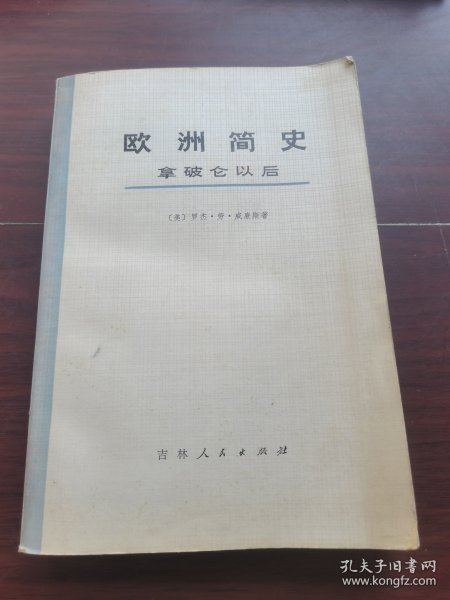 欧洲简史
拿破仑以后
〔美〕罗杰·劳·威廉斯著
吉林人民出版社
孔夫子旧书网
www.kongfz.com